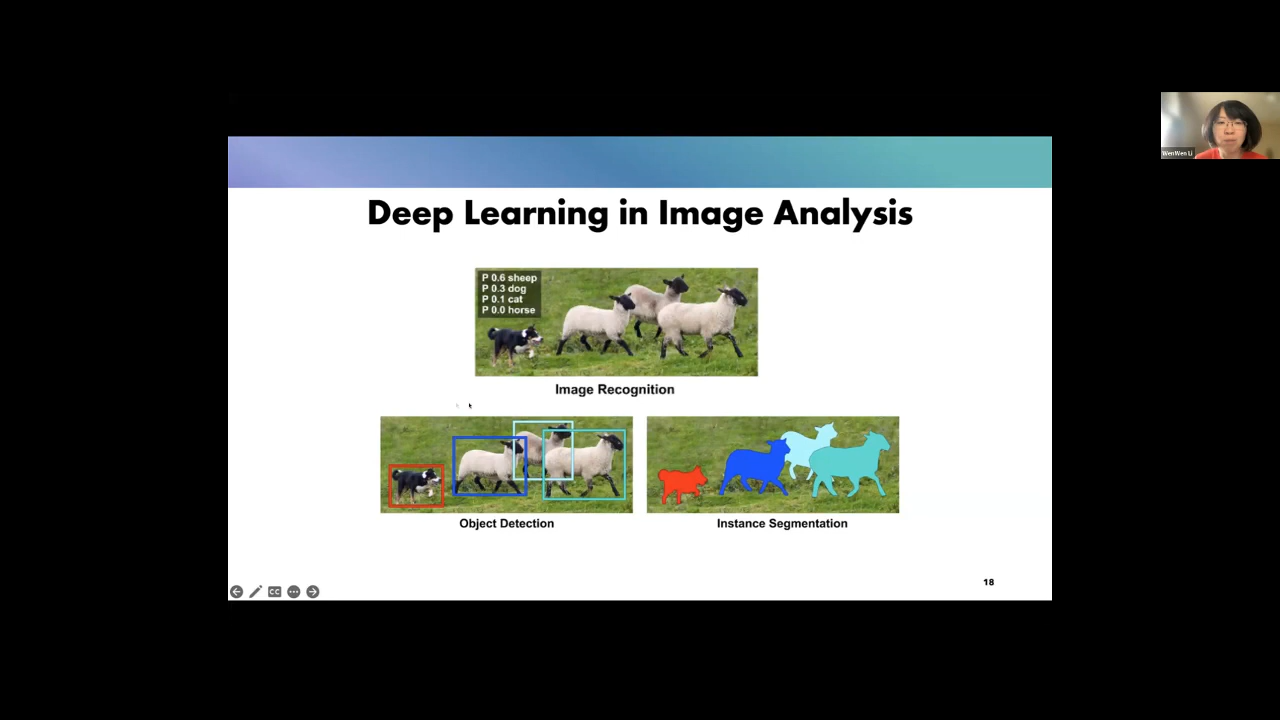 WenWen Li
Deep Learning in Image Analysis
P 0.6 sheep
P 0.3 dog
P 0.1 cat
P 0.0 horse
Image Recognition
Object Detection
Instance Segmentation
18
CC